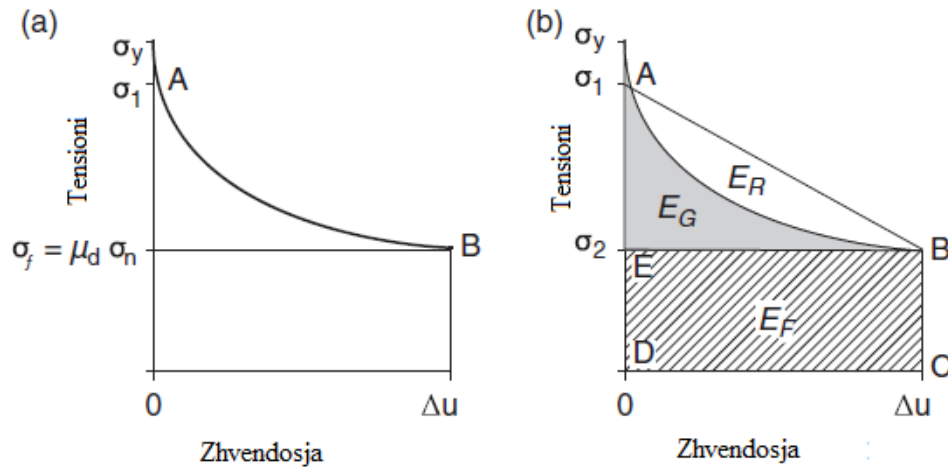 (a)
σy
σ1
A
Tensioni
σf = μd σn
B
0
Δu
Zhvendosja
(b)
σy
σ1
A
Tensioni
ER
EG
σ2
B
E
EF
D
C
0
Δu
Zhvendosja